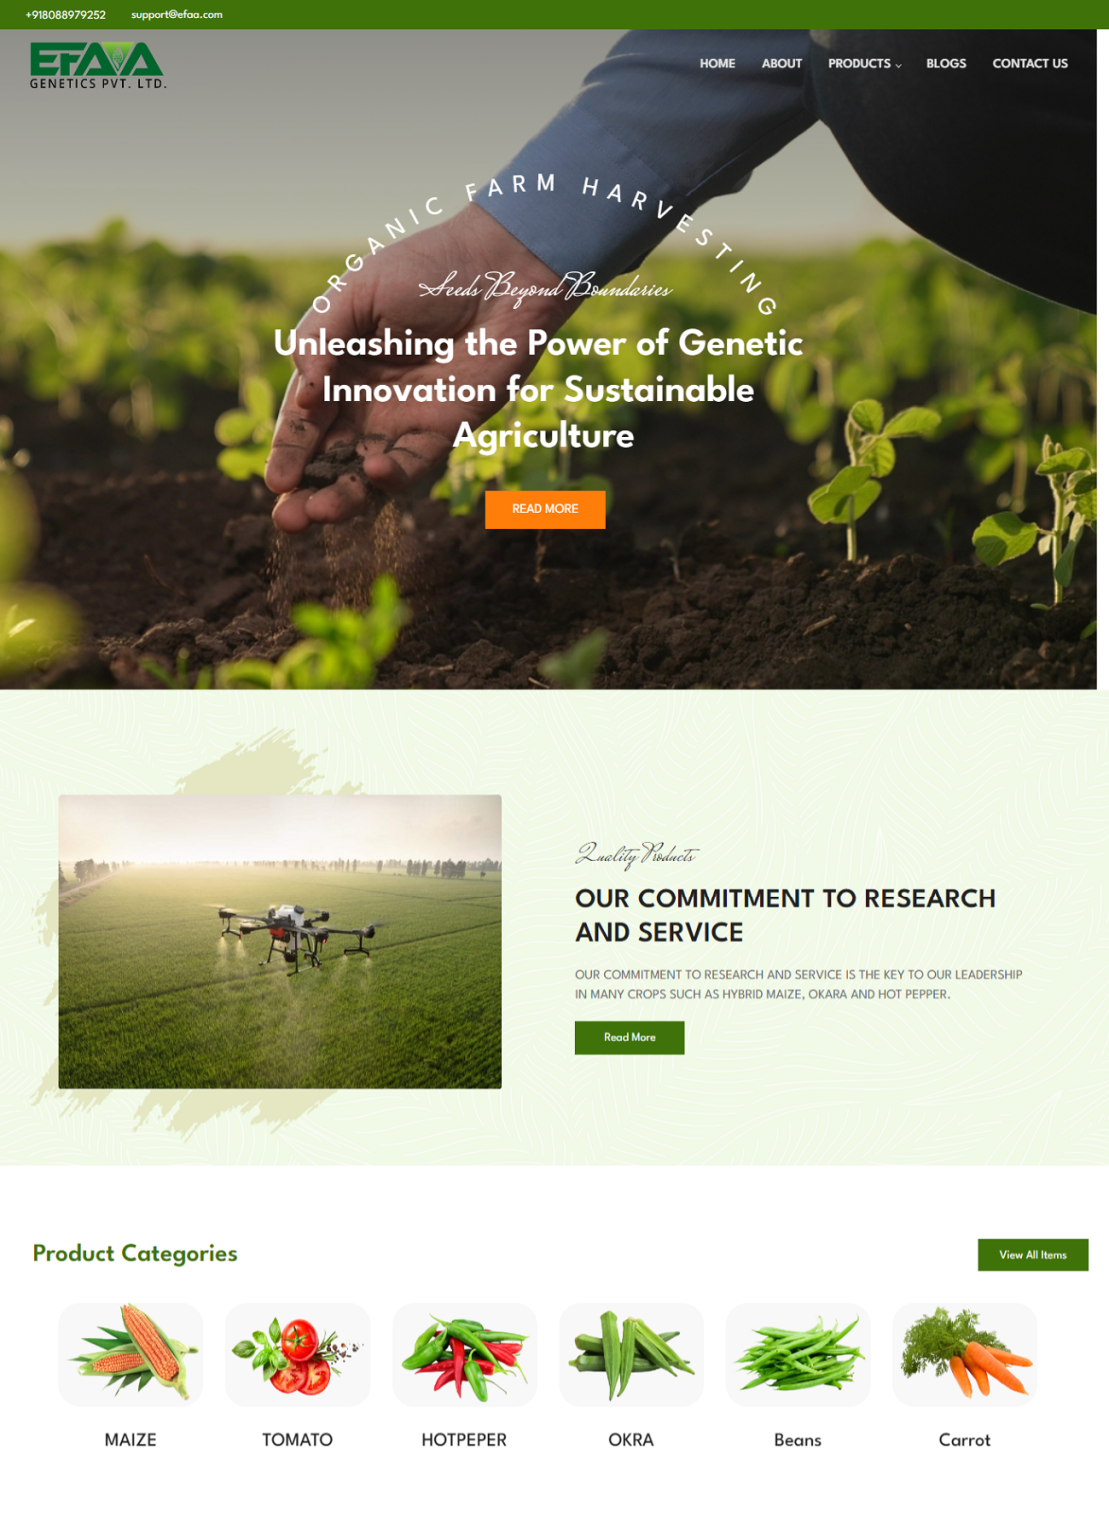 +918088979252 support@efaa.com
EFAA
GENETICS PVT. LTD.
HOME ABOUT PRODUCTS BLOGS CONTACT US
ORGANIC FARM HARVESTING
Seeds Beyond Boundaries
Unleashing the Power of Genetic
Innovation for Sustainable
Agriculture
READ MORE
Quality Products
OUR COMMITMENT TO RESEARCH
AND SERVICE
OUR COMMITMENT TO RESEARCH AND SERVICE IS THE KEY TO OUR LEADERSHIP
IN MANY CROPS SUCH AS HYBRID MAIZE, OKARA AND HOT PEPPER.
Read More
Product Categories
View All Items
MAIZE TOMATO HOTPEPER OKRA Beans Carrot